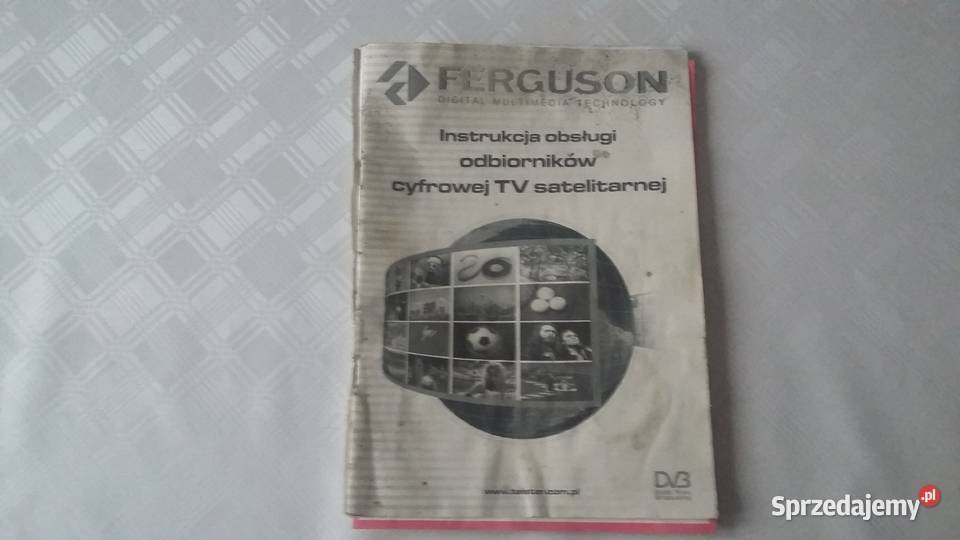 FERGUSON
DIGITAL MULTIMEDIA TECHNOLOGY
Instrukcja obsługi
odbiorników
cyfrowej TV satelitarnej
DVB
Sprzedajemy.pl